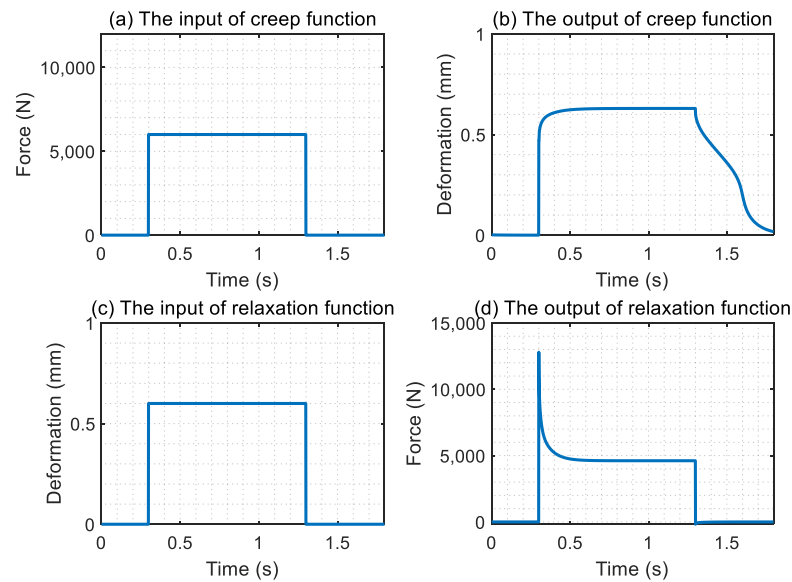 (a) The input of creep function
10,000
5,000
0
Force (N)
0 0.5 1 1.5
Time (s)
(b) The output of creep function
1
0.5
0
Deformation (mm)
0 0.5 1 1.5
Time (s)
(c) The input of relaxation function
1
0.5
0
Deformation (mm)
0 0.5 1 1.5
Time (s)
(d) The output of relaxation function
15,000
10,000
5,000
0
Force (N)
0 0.5 1 1.5
Time (s)